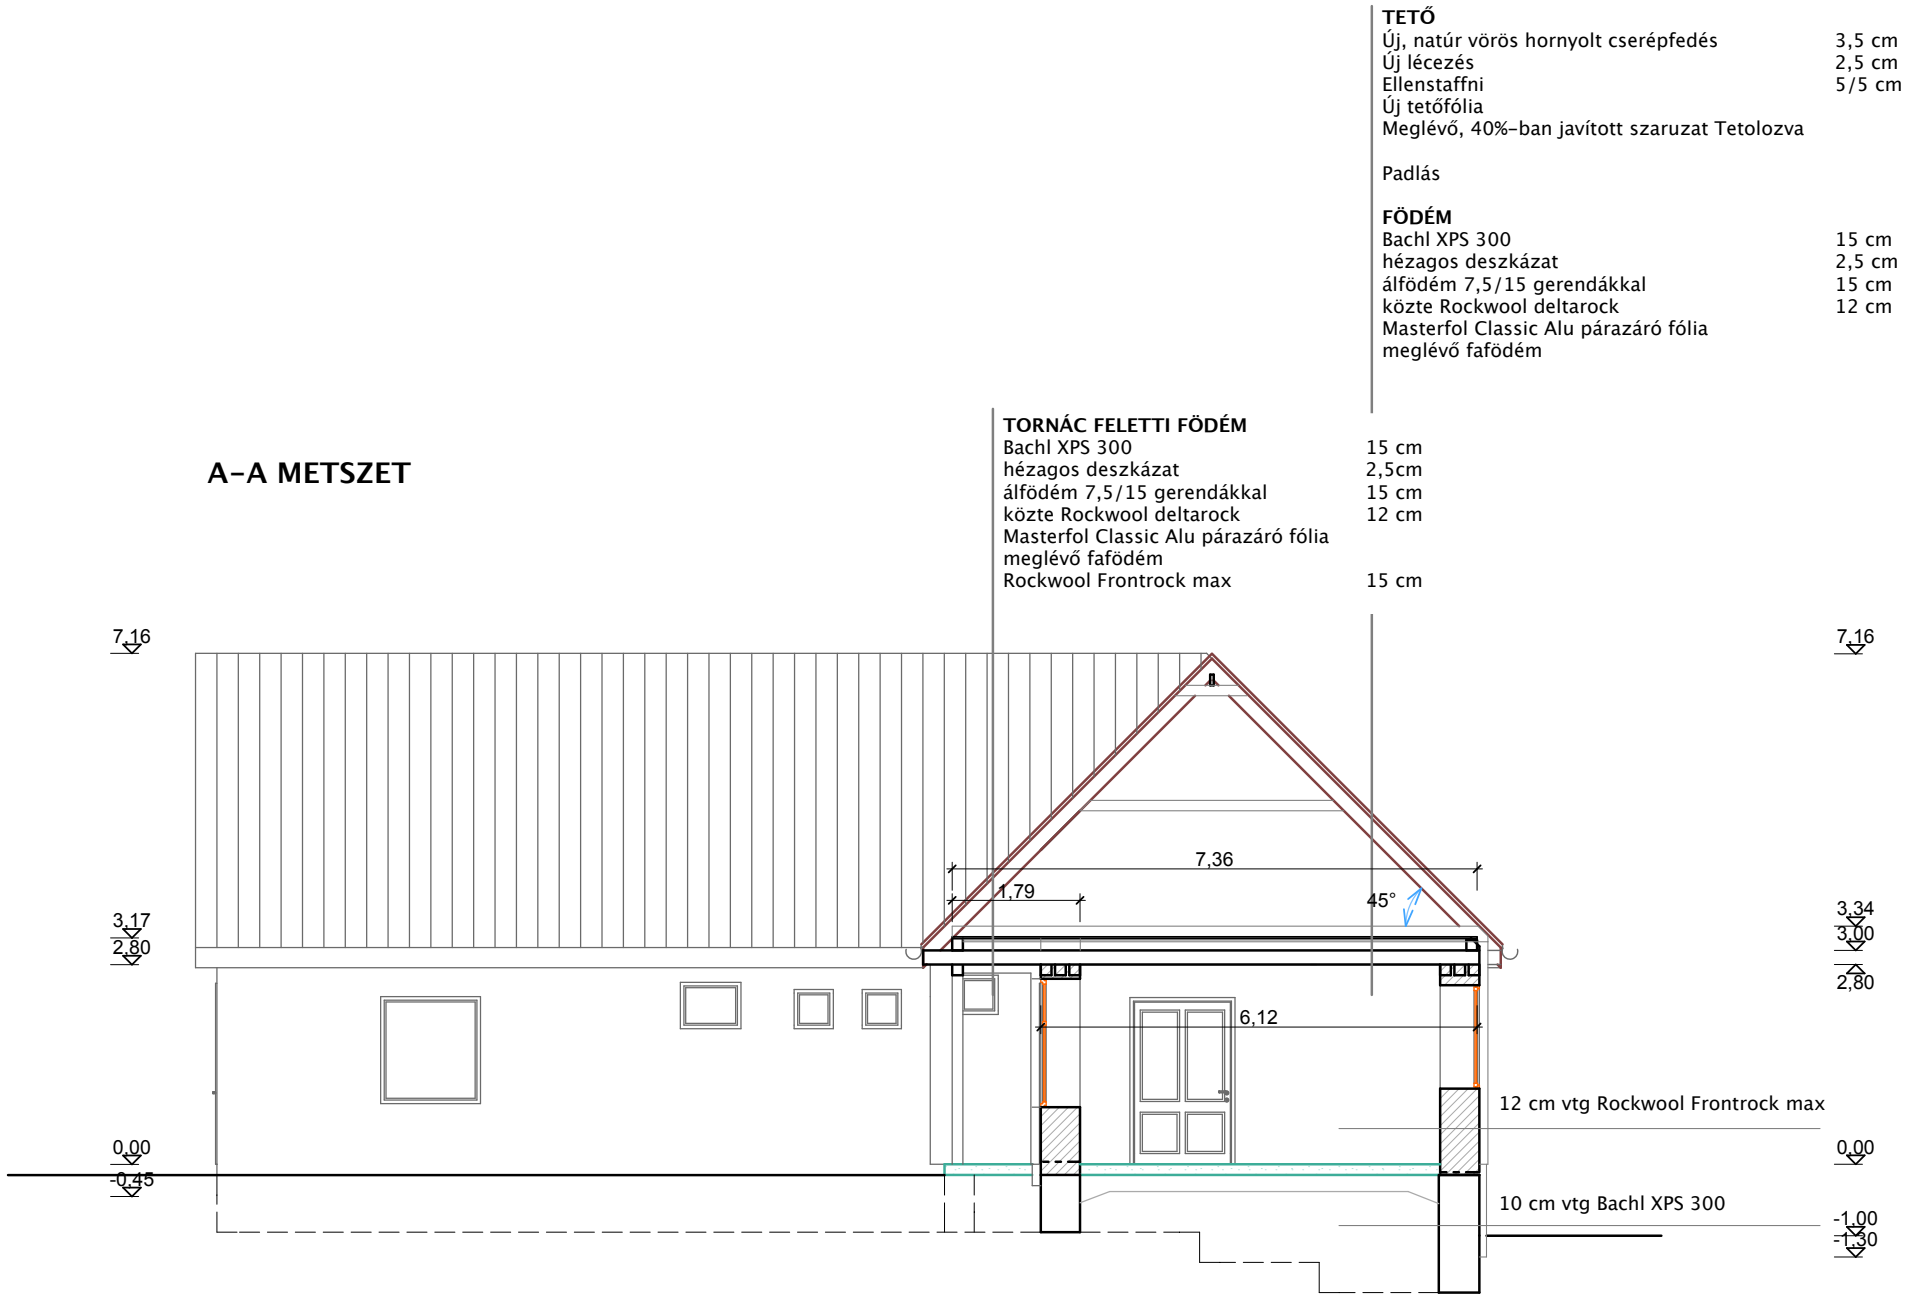 TETŐ
Új, natúr vörös hornyolt cserépfedés 3,5 cm
Új lécezés 2,5 cm
Ellenstaffni 5/5 cm
Új tetőfólia
Meglévő, 40%-ban javított szaruzat Tetolozva
Padlás
FÖDÉM
Bachl XPS 300 15 cm
hézagos deszkázat 2,5 cm
álfödém 7,5/15 gerendákkal 15 cm
közte Rockwool deltarock 12 cm
Masterfol Classic Alu párazáró fólia
meglévő fafödém
TORNÁC FELETTI FÖDÉM
Bachl XPS 300 15 cm
hézagos deszkázat 2,5cm
álfödém 7,5/15 gerendákkal 15 cm
közte Rockwool deltarock 12 cm
Masterfol Classic Alu párazáró fólia
meglévő fafödém
Rockwool Frontrock max 15 cm
A-A METSZET
7,16
7,16
7,36
1,79
45°
3,17
2,80
3,34
3,00
2,80
6,12
12 cm vtg Rockwool Frontrock max
0,00
-0,45
0,00
10 cm vtg Bachl XPS 300
-1,00
-1,30